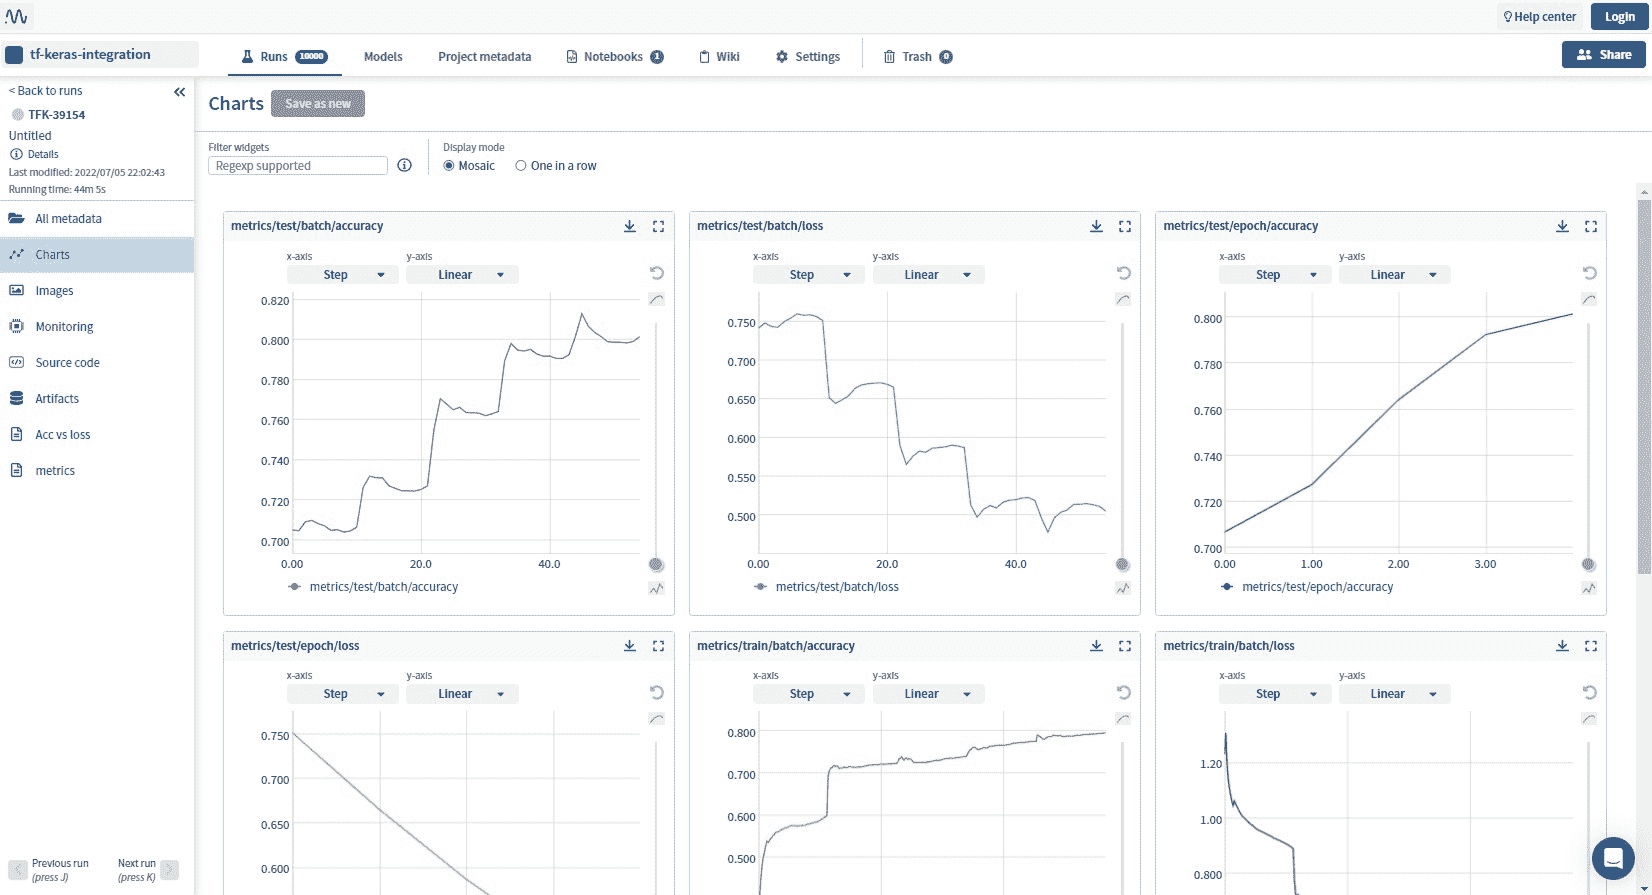 Help center
Login
tf-keras-integration
Runs 10000
Models
Project metadata
Notebooks 1
Wiki
Settings
Trash 0
Share
< Back to runs
TFK-39154
Untitled
Details
Last modified: 2022/07/05 22:02:43
Running time: 44m 5s
All metadata
Charts
Images
Monitoring
Source code
Artifacts
Acc vs loss
metrics
Previous run
(press J)
Next run
(press K)
Charts
Save as new
Filter widgets
Regexp supported
Display mode
Mosaic
One in a row
metrics/test/batch/accuracy
x-axis
y-axis
Step
Linear
0.820
0.800
0.780
0.760
0.740
0.720
0.700
0.00
20.0
40.0
metrics/test/batch/accuracy
metrics/test/batch/loss
x-axis
y-axis
Step
Linear
0.750
0.700
0.650
0.600
0.550
0.500
0.00
20.0
40.0
metrics/test/batch/loss
metrics/test/epoch/accuracy
x-axis
y-axis
Step
Linear
0.800
0.780
0.760
0.740
0.720
0.700
0.00
1.00
2.00
3.00
metrics/test/epoch/accuracy
metrics/test/epoch/loss
x-axis
y-axis
Step
Linear
0.750
0.700
0.650
0.600
metrics/train/batch/accuracy
x-axis
y-axis
Step
Linear
0.800
0.700
0.600
0.500
metrics/train/batch/loss
x-axis
y-axis
Step
Linear
1.20
1.00
0.800